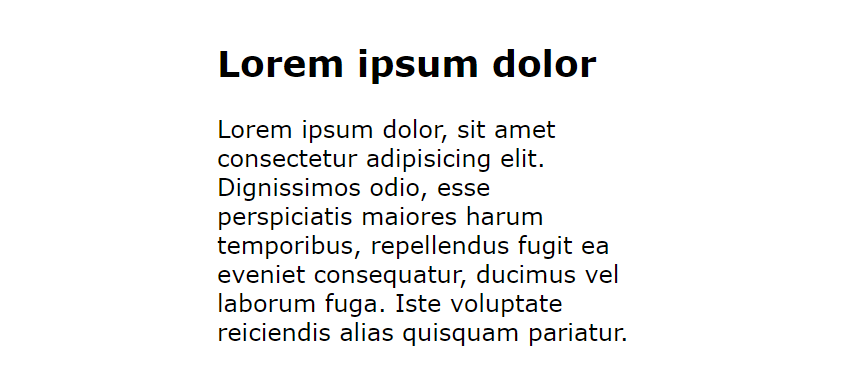 Lorem ipsum dolor
Lorem ipsum dolor, sit amet
consectetur adipisicing elit.
Dignissimos odio, esse
perspiciatis maiores harum
temporibus, repellendus fugit ea
eveniet consequatur, ducimus vel
laborum fuga. Iste voluptate
reiciendis alias quisquam pariatur.